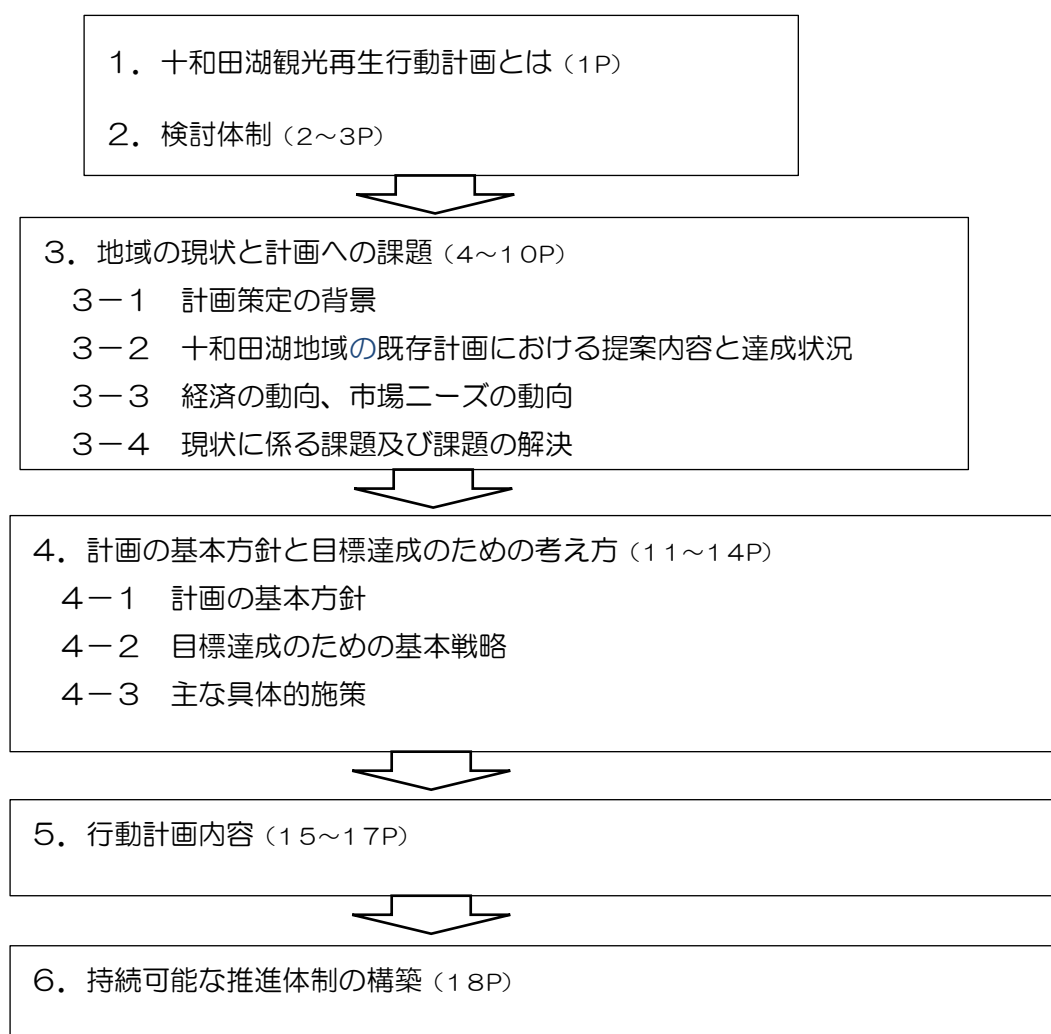 １．十和田湖観光再生行動計画とは（１P）
２．検討体制（２～３P）
３．地域の現状と計画への課題（４～１０P）
３－１　計画策定の背景
３－２　十和田湖地域の既存計画における提案内容と達成状況
３－３　経済の動向、市場ニーズの動向
３－４　現状に係る課題及び課題の解決
４．計画の基本方針と目標達成のための考え方（１１～１４P）
４－１　計画の基本方針
４－２　目標達成のための基本戦略
４－３　主な具体的施策
５．行動計画内容（１５～１７P）
６．持続可能な推進体制の構築（１８P）